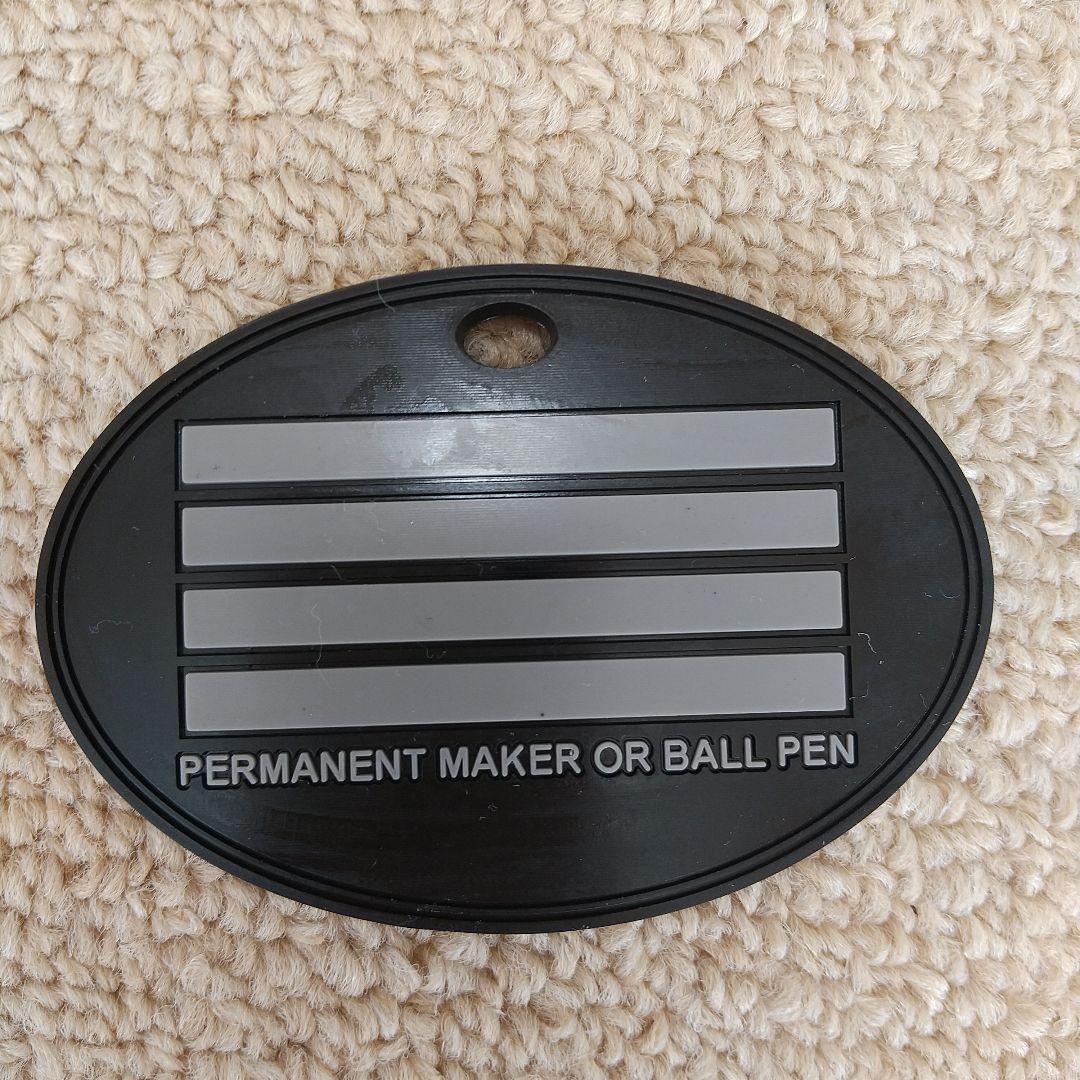 PERMANENT MAKER OR BALL PEN